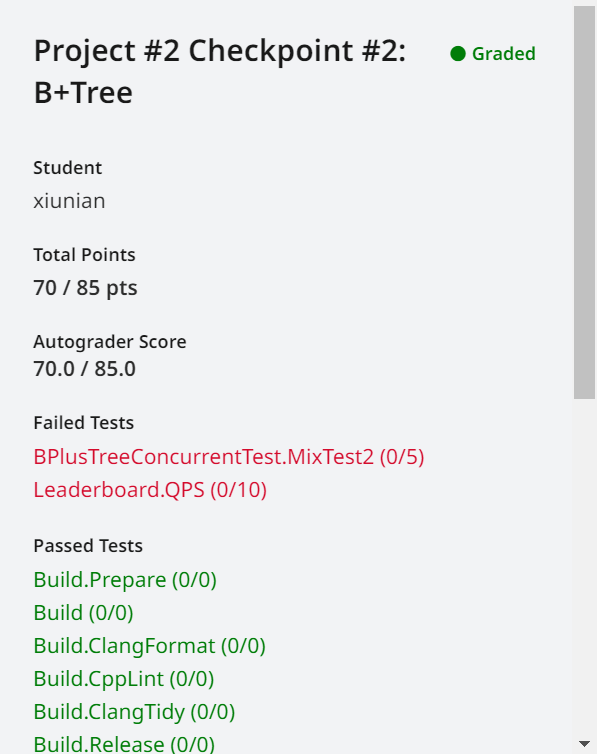 Project #2 Checkpoint #2:
Graded
B+Tree
Student
xiunian
Total Points
70 / 85 pts
Autograder Score
70.0 / 85.0
Failed Tests
BPlusTreeConcurrentTest.MixTest2 (0/5)
Leaderboard.QPS (0/10)
Passed Tests
Build.Prepare (0/0)
Build (0/0)
Build.ClangFormat (0/0)
Build.CppLint (0/0)
Build.ClangTidy (0/0)
Build.Release (0/0)